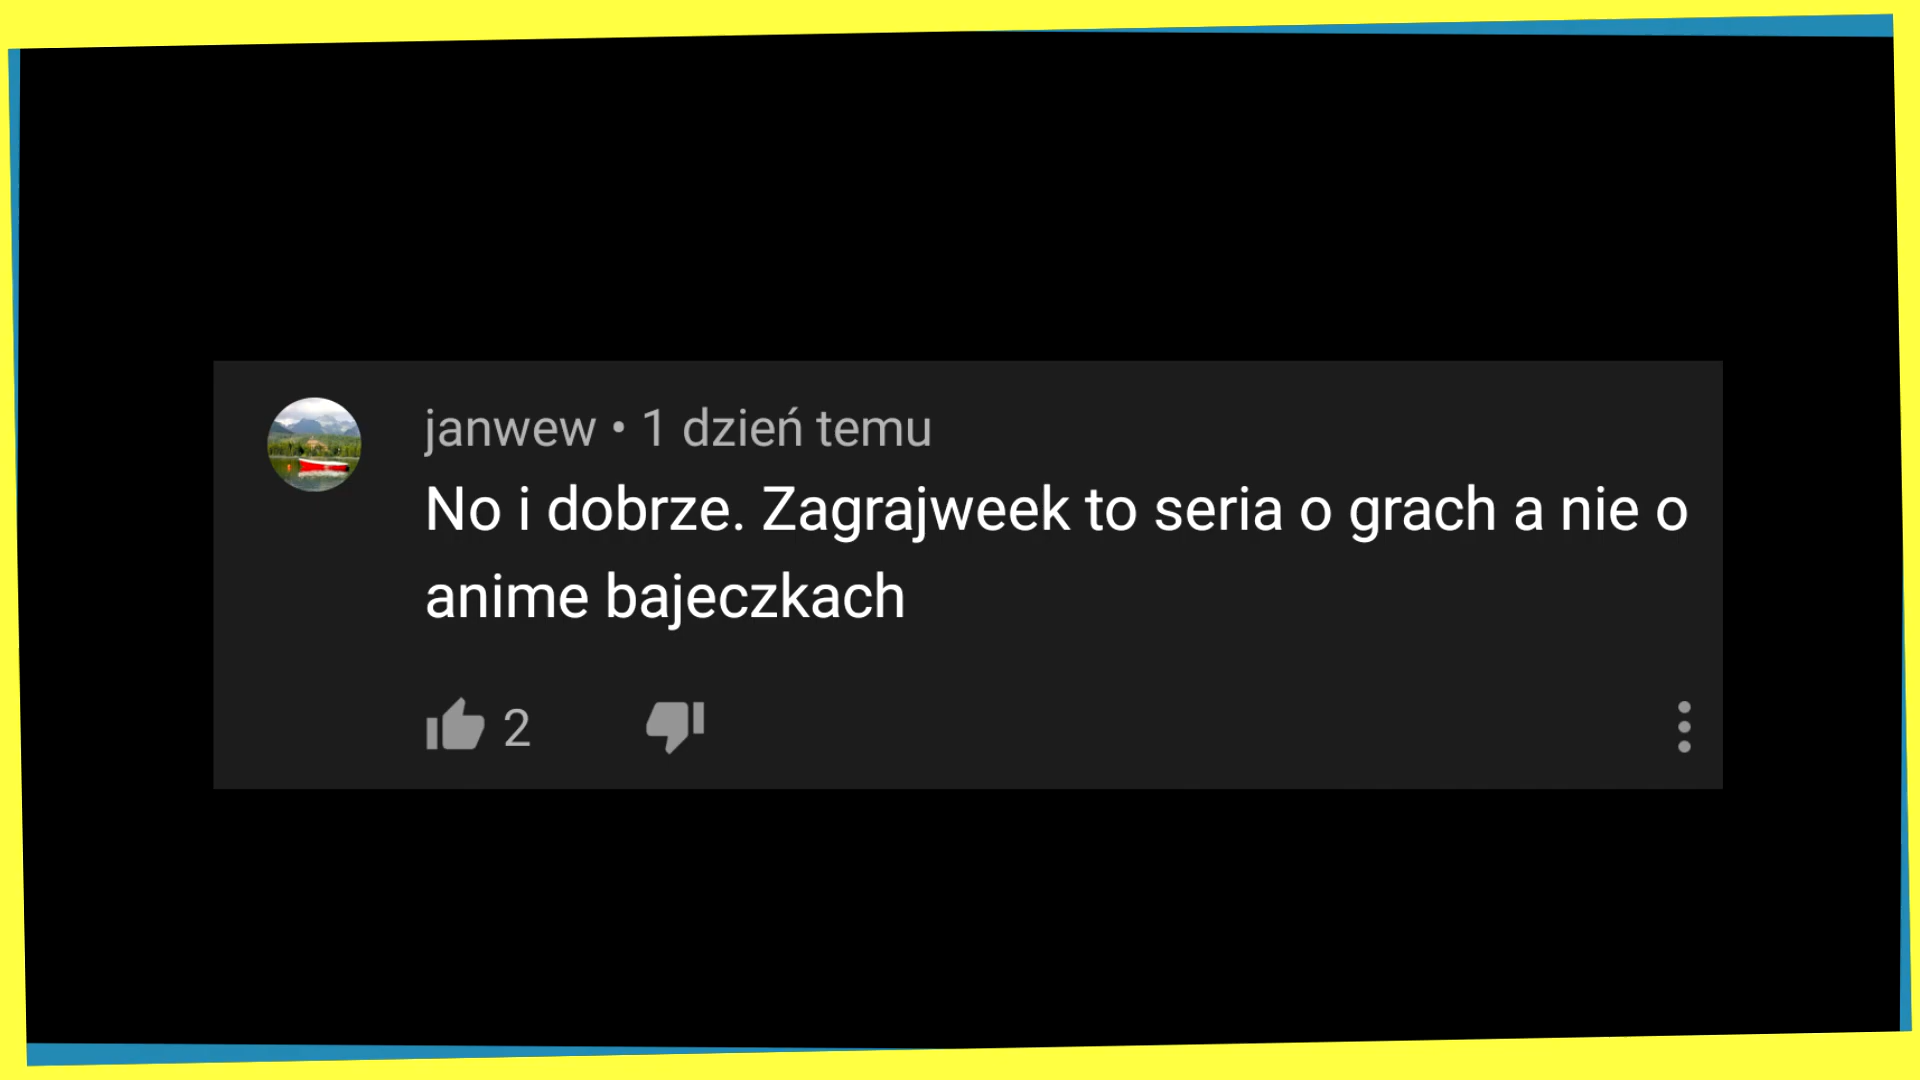 janwew • 1 dzień temu
No i dobrze. Zagrajweek to seria o grach a nie o
anime bajeczkach
2